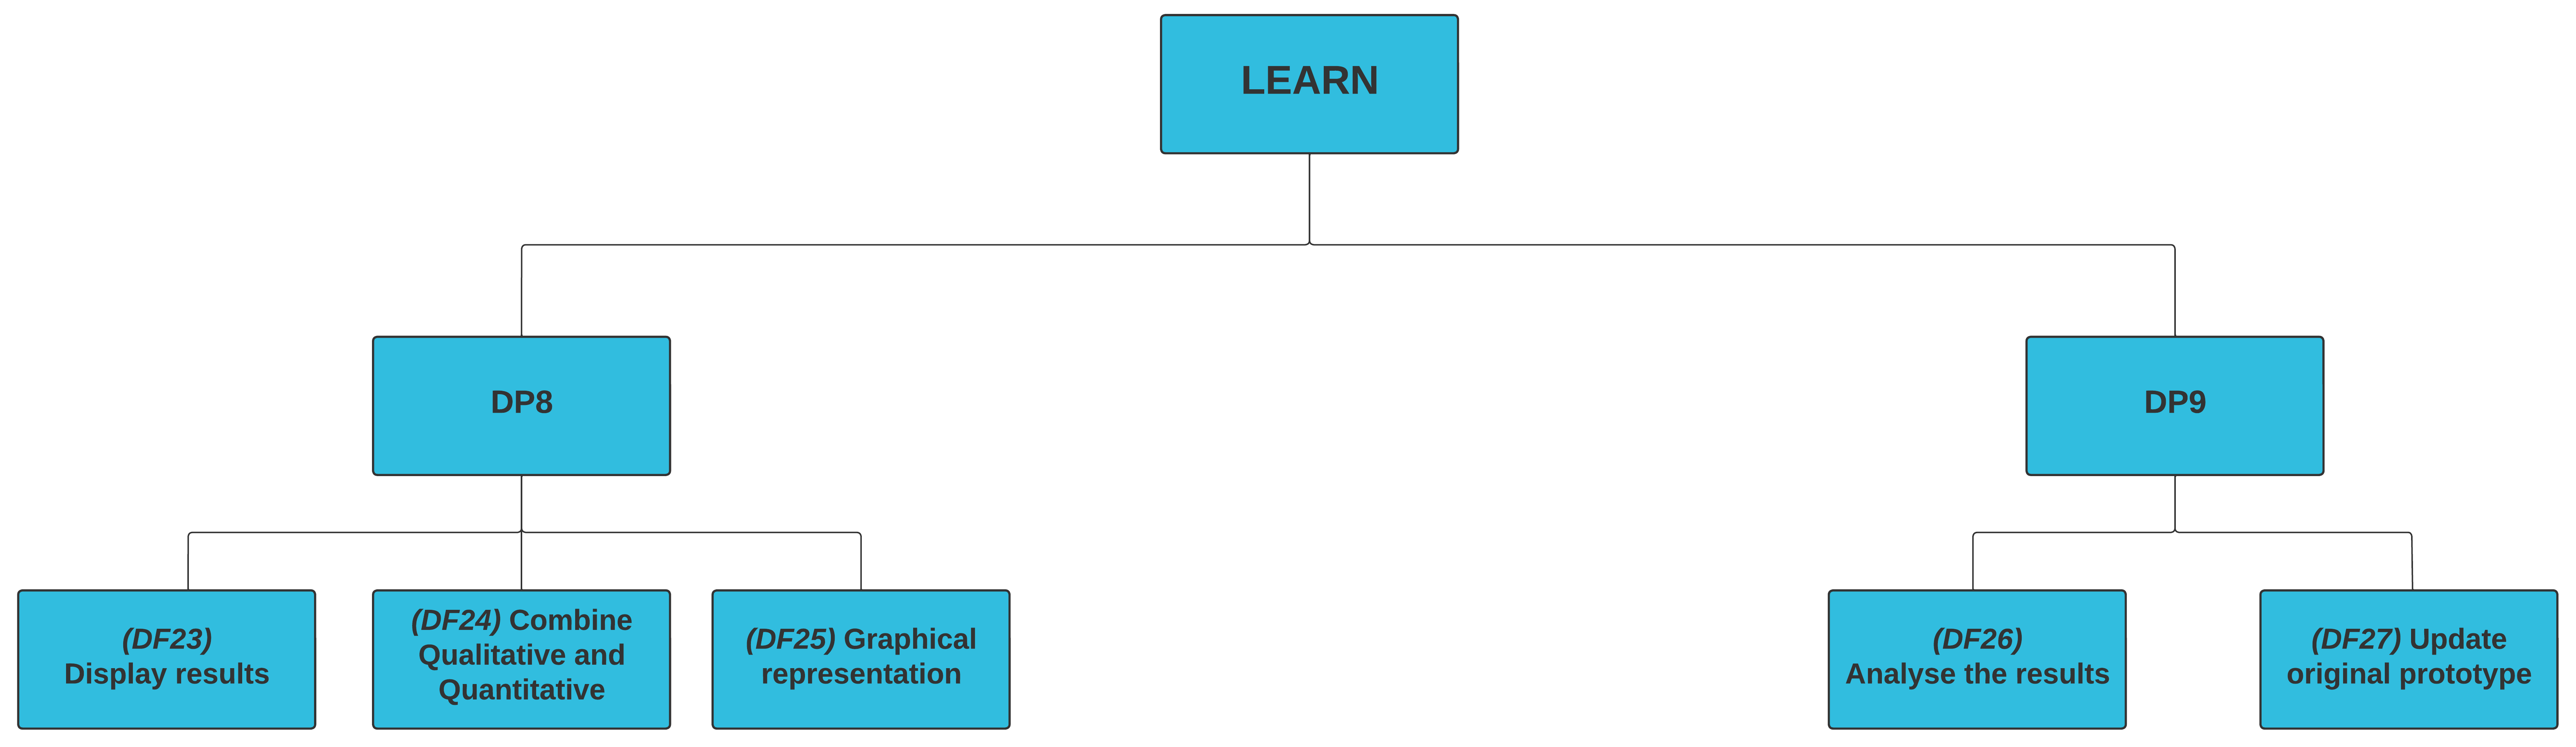 LEARN
DP8
DP9
(DF23)
Display results
(DF24) Combine
Qualitative and
Quantitative
(DF25) Graphical
representation
(DF26)
Analyse the results
(DF27) Update
original prototype